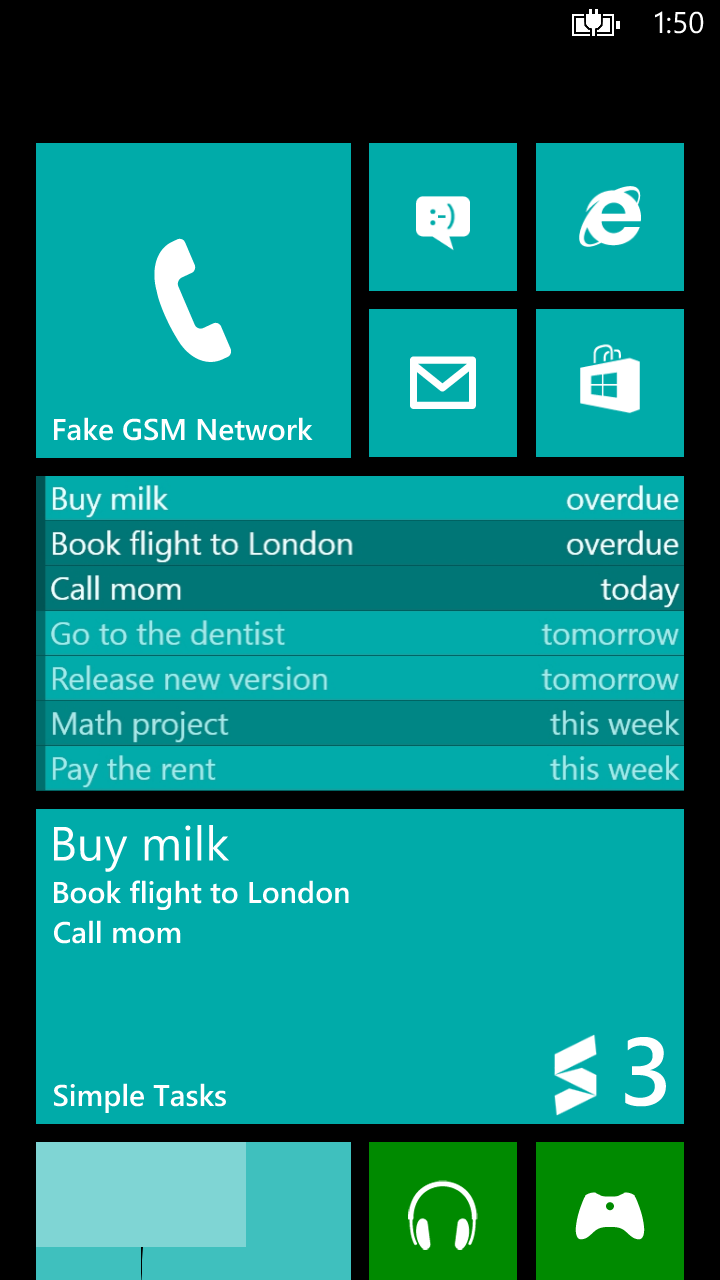 1:50
:-)
Fake GSM Network
Buy milk overdue
Book flight to London overdue
Call mom today
Go to the dentist tomorrow
Release new version tomorrow
Math project this week
Pay the rent this week
Buy milk
Book flight to London
Call mom
Simple Tasks 3